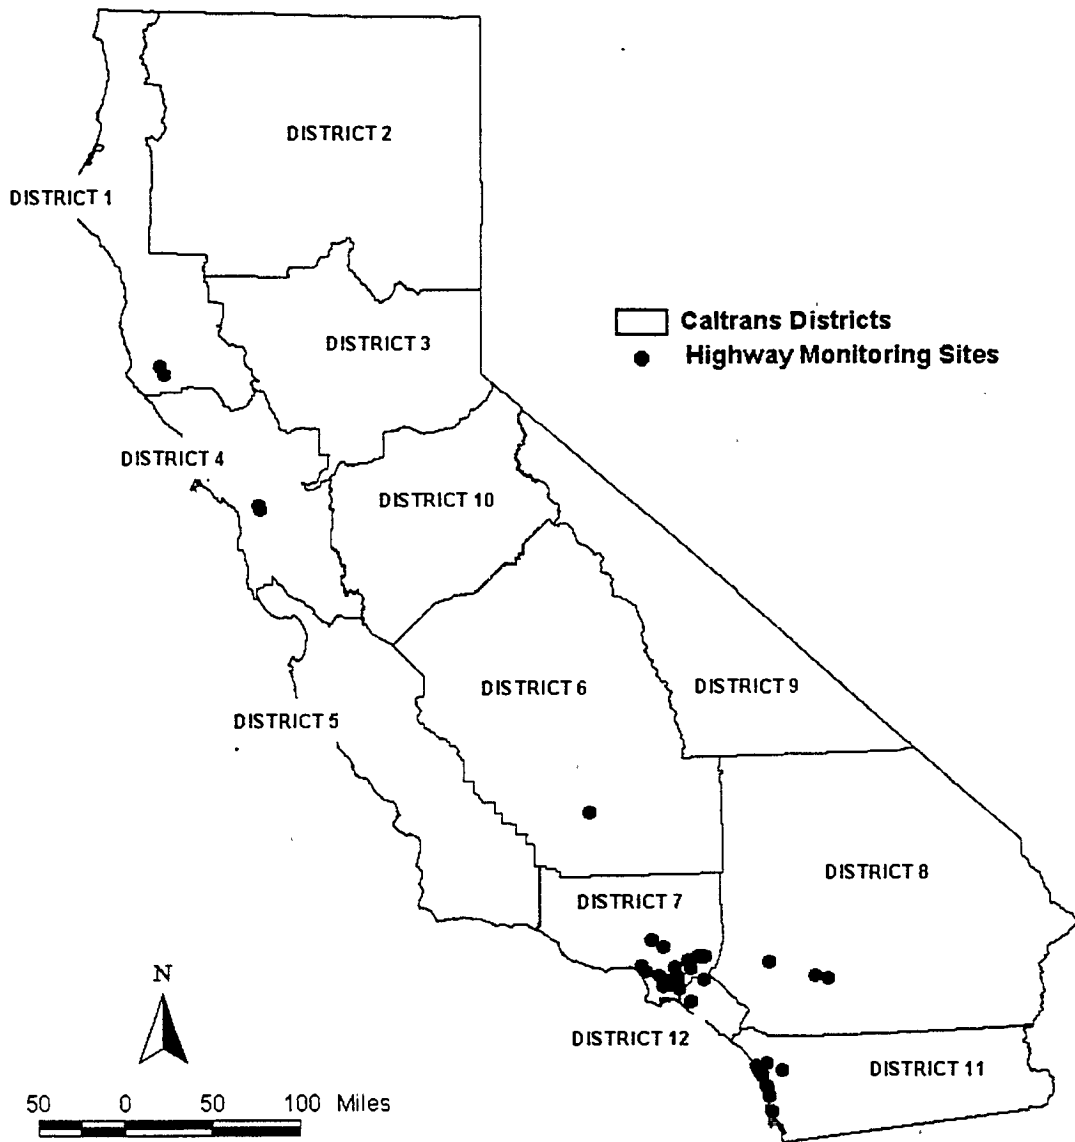 DISTRICT 2
DISTRICT 1
Caltrans Districts
Highway Monitoring Sites
DISTRICT 3
DISTRICT 4
DISTRICT 10
DISTRICT 6
DISTRICT 9
DISTRICT 5
DISTRICT 8
DISTRICT 7
N
DISTRICT 12
DISTRICT 11
50 0 50 100 Miles